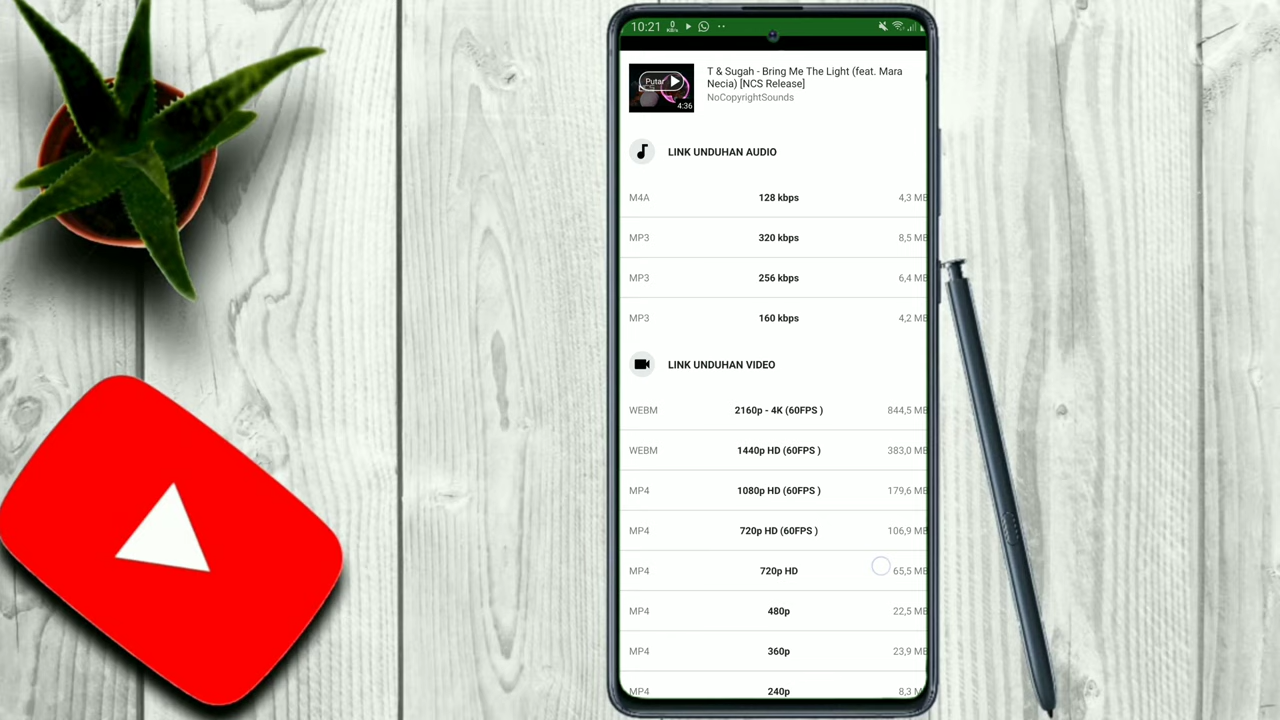 10:21
0
KB/s
T & Sugah - Bring Me The Light (feat. Mara
Necia) [NCS Release]
NoCopyrightSounds
Putar
4:36
LINK UNDUHAN AUDIO
M4A 128 kbps 4,3 MB
MP3 320 kbps 8,5 MB
MP3 256 kbps 6,4 MB
MP3 160 kbps 4,2 MB
LINK UNDUHAN VIDEO
WEBM 2160p - 4K (60FPS ) 844,5 MB
WEBM 1440p HD (60FPS ) 383,0 MB
MP4 1080p HD (60FPS ) 179,6 MB
MP4 720p HD (60FPS ) 106,9 MB
MP4 720p HD 65,5 MB
MP4 480p 22,5 MB
MP4 360p 23,9 MB
MP4 240p 8,3 M